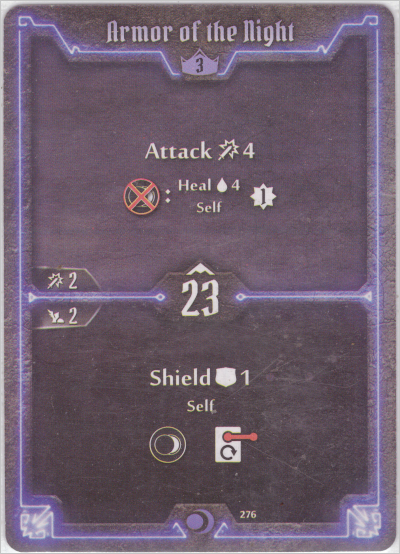 Armor of the Night
3
Attack 4
: Heal 4
Self
1
2
23
2
Shield 1
Self
276